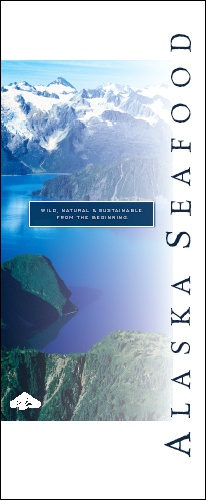 WILD, NATURAL & SUSTAINABLE
FROM THE BEGINNING.
ALASKA SEAFOOD